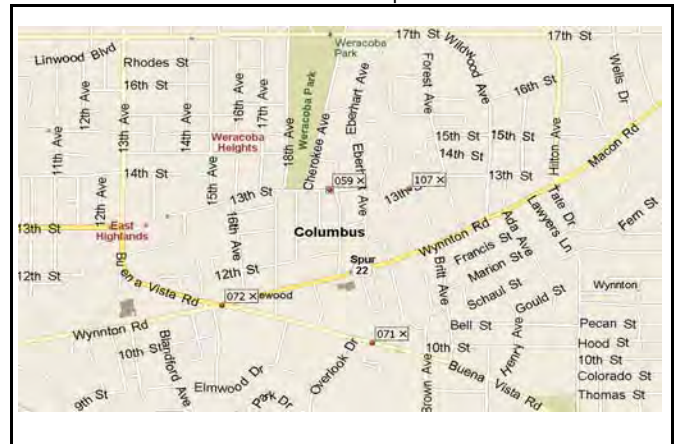 17th St
17th St
Weracoba
Park
Linwood Blvd
Rhodes St
Wildwood Ave
Wells Dr
16th St
16th St
12th Ave
13th Ave
14th Ave
16th Ave
17th Ave
Weracoba Park
Eberhart Ave
Forest Ave
11th Ave
Weracoba
Heights
15th St
15th St
14th St
Hilton Ave
Macon Rd
14th St
15th Ave
18th Ave
Cherokee Ave
059 X
107 X
13th St
13th St
13th St
12th Ave
East
Highlands
16th Ave
Columbus
Wynnton Rd
Ada Ave
Tate Dr
Lawyers Ln
Fern St
Francis St
12th St
12th St
Spur
22
Britt Ave
Marion St
Buena Vista Rd
072 X
ewood
Schaul St
Gould St
Wynnton
Wynnton Rd
071 X
Bell St
Pecan St
10th St
Blandford Ave
10th St
Henry Ave
Hood St
10th St
Elmwood Dr
Overlook Dr
Buena Vista Rd
Colorado St
9th St
Park Dr
Brown Ave
Thomas St